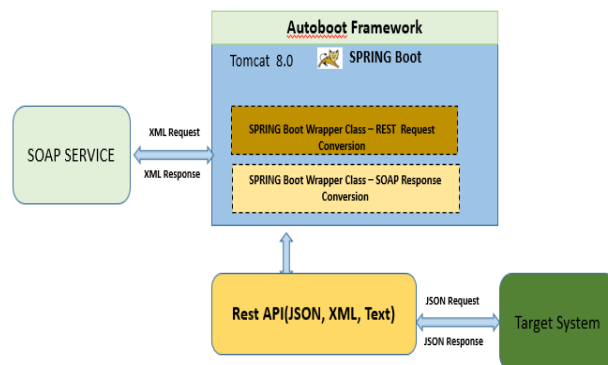 Autoboot Framework
Tomcat 8.0
SPRING Boot
SPRING Boot Wrapper Class – REST Request
Conversion
SPRING Boot Wrapper Class – SOAP Response
Conversion
SOAP SERVICE
XML Request
XML Response
Rest API(JSON, XML, Text)
JSON Request
JSON Response
Target System